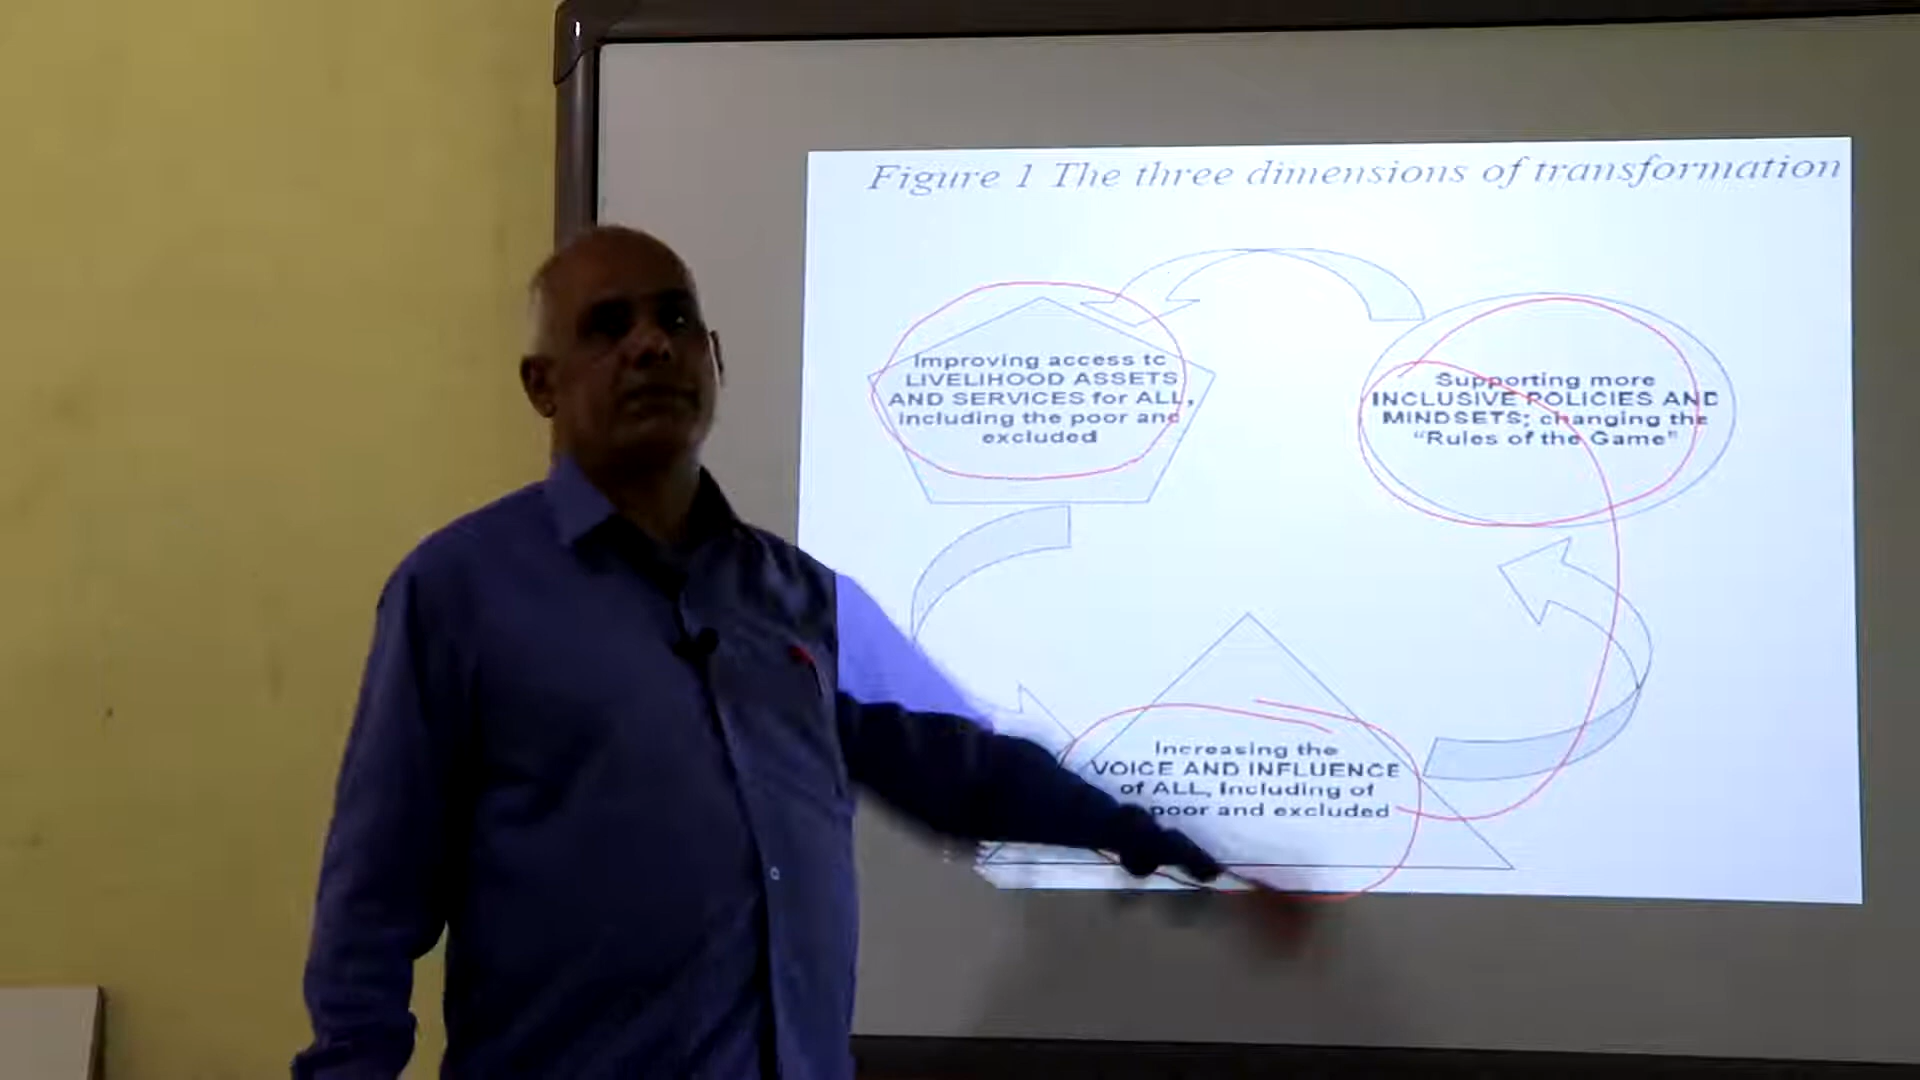 Figure 1 The three dimensions of transformation
Improving access to
LIVELIHOOD ASSETS
AND SERVICES for ALL,
including the poor and
excluded
Supporting more
INCLUSIVE POLICIES AND
MINDSETS; changing the
"Rules of the Game"
Increasing the
VOICE AND INFLUENCE
of ALL, including of
poor and excluded